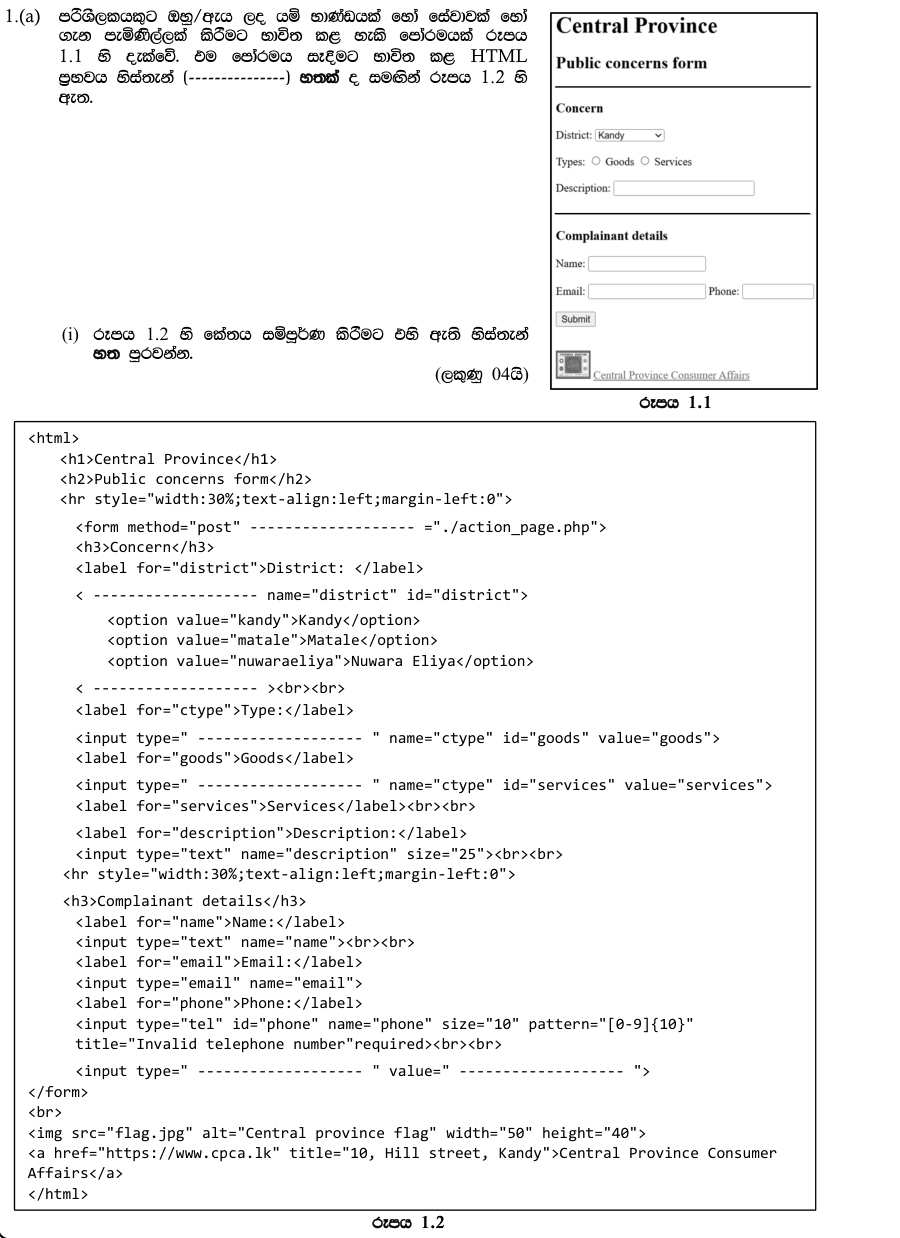 1.(a) පරිශීලකයකුට ඔහු/ඇය ලද යම් භාණ්ඩයක් හෝ සේවාවක් හෝ
ගැන පැමිණිල්ලක් කිරීමට භාවිත කළ හැකි පෝරමයක් රූපය
1.1 හි දැක්වේ. එම පෝරමය සෑදීමට භාවිත කළ HTML
ප්‍රභවය හිස්තැන් (---------------) හතක් ද සමඟින් රූපය 1.2 හි
ඇත.
(i) රූපය 1.2 හි කේතය සම්පූර්ණ කිරීමට එහි ඇති හිස්තැන්
හත පුරවන්න.
(ලකුණු 04යි)
Central Province
Public concerns form
Concern
District: Kandy
Types: Goods Services
Description:
Complainant details
Name:
Email: Phone:
Submit
Central Province Consumer Affairs
රූපය 1.1
<html>
<h1>Central Province</h1>
<h2>Public concerns form</h2>
<hr style="width:30%;text-align:left;margin-left:0">
<form method="post" ------------------- ="./action_page.php">
<h3>Concern</h3>
<label for="district">District: </label>
< ------------------- name="district" id="district">
<option value="kandy">Kandy</option>
<option value="matale">Matale</option>
<option value="nuwaraeliya">Nuwara Eliya</option>
< ------------------- ><br><br>
<label for="ctype">Type:</label>
<input type=" ------------------- " name="ctype" id="goods" value="goods">
<label for="goods">Goods</label>
<input type=" ------------------- " name="ctype" id="services" value="services">
<label for="services">Services</label><br><br>
<label for="description">Description:</label>
<input type="text" name="description" size="25"><br><br>
<hr style="width:30%;text-align:left;margin-left:0">
<h3>Complainant details</h3>
<label for="name">Name:</label>
<input type="text" name="name"><br><br>
<label for="email">Email:</label>
<input type="email" name="email">
<label for="phone">Phone:</label>
<input type="tel" id="phone" name="phone" size="10" pattern="[0-9]{10}"
title="Invalid telephone number"required><br><br>
<input type=" ------------------- " value=" ------------------- ">
</form>
<br>
<img src="flag.jpg" alt="Central province flag" width="50" height="40">
<a href="https://www.cpca.lk" title="10, Hill street, Kandy">Central Province Consumer
Affairs</a>
</html>
රූපය 1.2